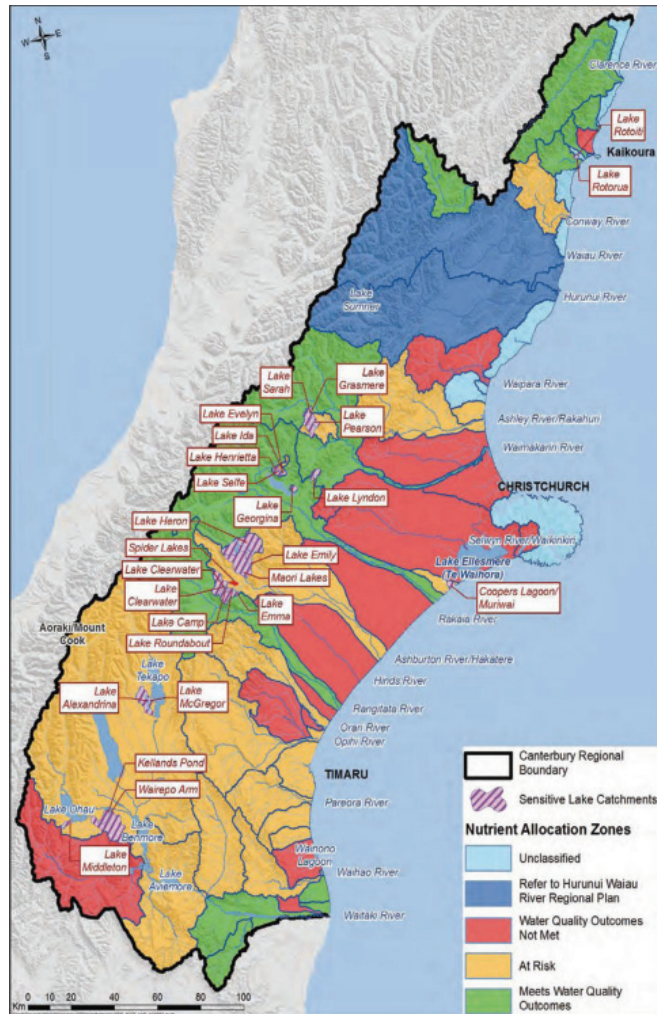 N
W E
S
Clarence River
Lake
Rotoiti
Kaikoura
Lake
Rotorua
Conway River
Waiau River
Lake
Sumner
Hurunui River
Lake
Sarah
Lake
Grasmere
Waipara River
Lake Evelyn
Lake
Pearson
Ashley River/Rakahuri
Lake Ida
Waimakariri River
Lake Henrietta
Lake Selfe
Lake Lyndon
CHRISTCHURCH
Lake
Georgina
Lake Heron
Selwyn River/Waikirikiri
Spider Lakes
Lake Emily
Lake Ellesmere
(Te Waihora)
Lake Clearwater
Maori Lakes
Lake
Clearwater
Lake
Emma
Coopers Lagoon/
Muriwai
Lake Camp
Rakaia River
Aoraki/Mount
Cook
Lake Roundabout
Ashburton River/Hakatere
Lake
Tekapo
Hinds River
Lake
Alexandrina
Lake
McGregor
Rangitata River
Orari River
Opihi River
Kellands Pond
TIMARU
Wairepo Arm
Pareora River
Lake Ohau
Lake
Benmore
Wainono
Lagoon
Lake
Middleton
Lake
Aviemore
Waihao River
Waitaki River
Canterbury Regional
Boundary
Sensitive Lake Catchments
Nutrient Allocation Zones
Unclassified
Refer to Hurunui Waiau
River Regional Plan
Water Quality Outcomes
Not Met
At Risk
Meets Water Quality
Outcomes
0 10 20 40 60 80 100
Km